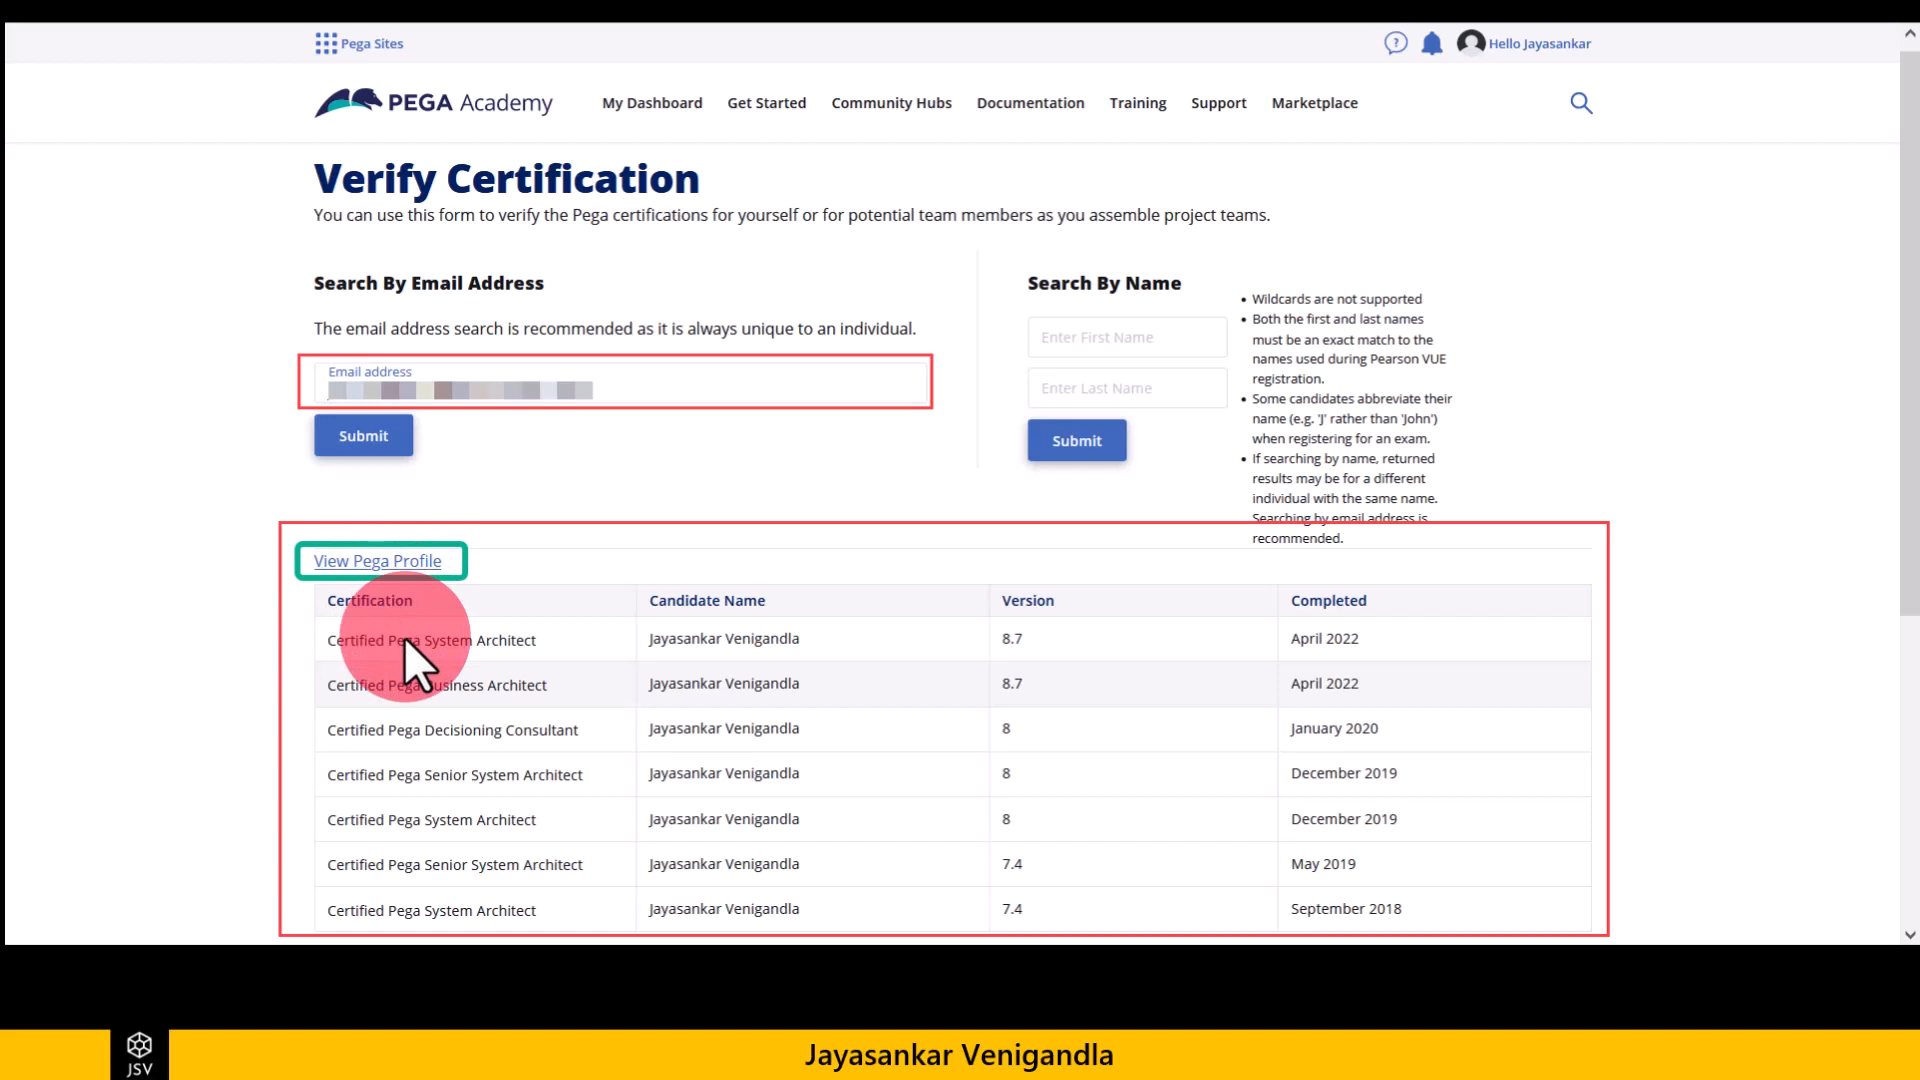 Pega Sites
Hello Jayasankar
PEGA Academy
My Dashboard Get Started Community Hubs Documentation Training Support Marketplace
Verify Certification
You can use this form to verify the Pega certifications for yourself or for potential team members as you assemble project teams.
Search By Email Address
The email address search is recommended as it is always unique to an individual.
Email address
Submit
Search By Name
Enter First Name
Enter Last Name
Submit
• Wildcards are not supported
• Both the first and last names
must be an exact match to the
names used during Pearson VUE
registration.
• Some candidates abbreviate their
name (e.g. 'J' rather than 'John')
when registering for an exam.
• If searching by name, returned
results may be for a different
individual with the same name.
Searching by email address is
recommended.
View Pega Profile
Certification Candidate Name Version Completed
Certified Pega System Architect Jayasankar Venigandla 8.7 April 2022
Certified Pega Business Architect Jayasankar Venigandla 8.7 April 2022
Certified Pega Decisioning Consultant Jayasankar Venigandla 8 January 2020
Certified Pega Senior System Architect Jayasankar Venigandla 8 December 2019
Certified Pega System Architect Jayasankar Venigandla 8 December 2019
Certified Pega Senior System Architect Jayasankar Venigandla 7.4 May 2019
Certified Pega System Architect Jayasankar Venigandla 7.4 September 2018
JSV
Jayasankar Venigandla